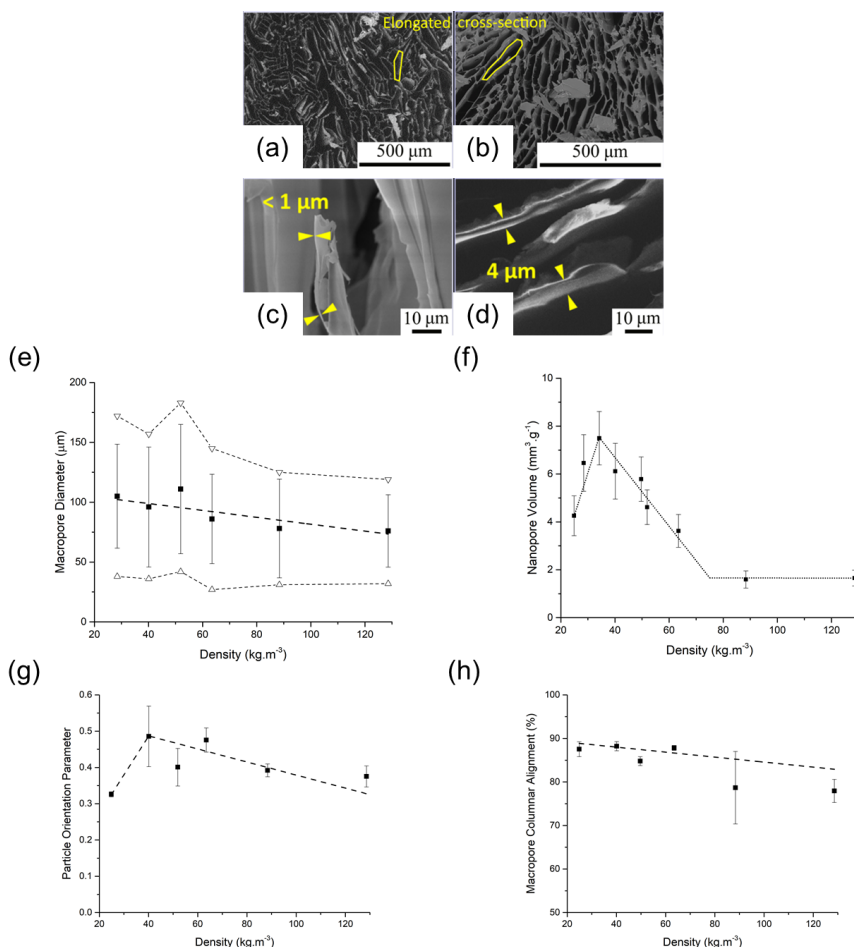 Elongated cross-section
(a)
500 µm
(b)
500 µm
< 1 µm
(c)
10 µm
4 µm
(d)
10 µm
(e)
200
150
100
50
0
Macropore Diameter (µm)
20 40 60 80 100 120
Density (kg.m⁻³)
(f)
10
8
6
4
2
0
Nanopore Volume (mm³.g⁻¹)
20 40 60 80 100 120
Density (kg.m⁻³)
(g)
0.6
0.5
0.4
0.3
0.2
0.1
0.0
Particle Orientation Parameter
20 40 60 80 100 120
Density (kg.m⁻³)
(h)
100
95
90
85
80
75
70
65
60
55
50
Macropore Columnar Alignment (%)
20 40 60 80 100 120
Density (kg.m⁻³)